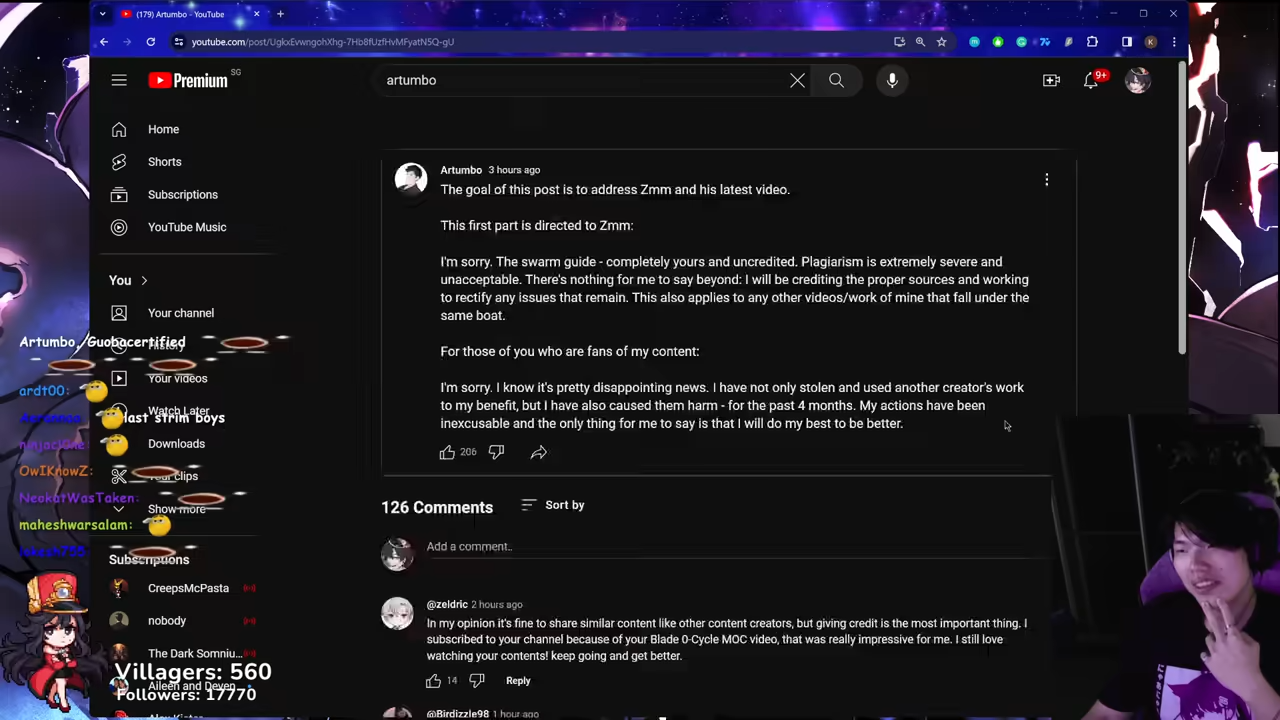 (179) Artumbo - YouTube
youtube.com/post/UgkxEvwngohXhg-7Hb8fUzfHvMFyatN5Q-gU
Premium SG
artumbo
9+
Home
Shorts
Subscriptions
YouTube Music
You
Your channel
History
Your videos
Watch Later
Downloads
Your clips
Show more
Subscriptions
CreepsMcPasta
nobody
The Dark Somniu...
Aileen and Deven
Artumbo 3 hours ago
The goal of this post is to address Zmm and his latest video.
This first part is directed to Zmm:
I'm sorry. The swarm guide - completely yours and uncredited. Plagiarism is extremely severe and
unacceptable. There's nothing for me to say beyond: I will be crediting the proper sources and working
to rectify any issues that remain. This also applies to any other videos/work of mine that fall under the
same boat.
For those of you who are fans of my content:
I'm sorry. I know it's pretty disappointing news. I have not only stolen and used another creator's work
to my benefit, but I have also caused them harm - for the past 4 months. My actions have been
inexcusable and the only thing for me to say is that I will do my best to be better.
206
126 Comments
Sort by
Add a comment..
@zeldric 2 hours ago
In my opinion it's fine to share similar content like other content creators, but giving credit is the most important thing. I
subscribed to your channel because of your Blade 0-Cycle MOC video, that was really impressive for me. I still love
watching your contents! keep going and get better.
14
Reply
@Birdizzle98 1 hour ago
Artumbo, Guobacertified
ardt00:
last strim boys
OwIKnowZ:
NeokatWasTaken:
maheshwarsalam:
Villagers: 560
Followers: 17770